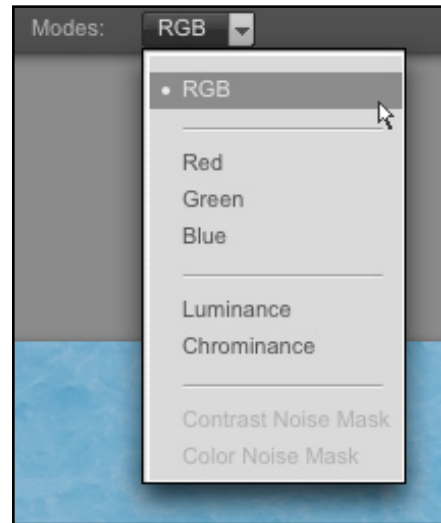 Modes: RGB
• RGB
Red
Green
Blue
Luminance
Chrominance
Contrast Noise Mask
Color Noise Mask